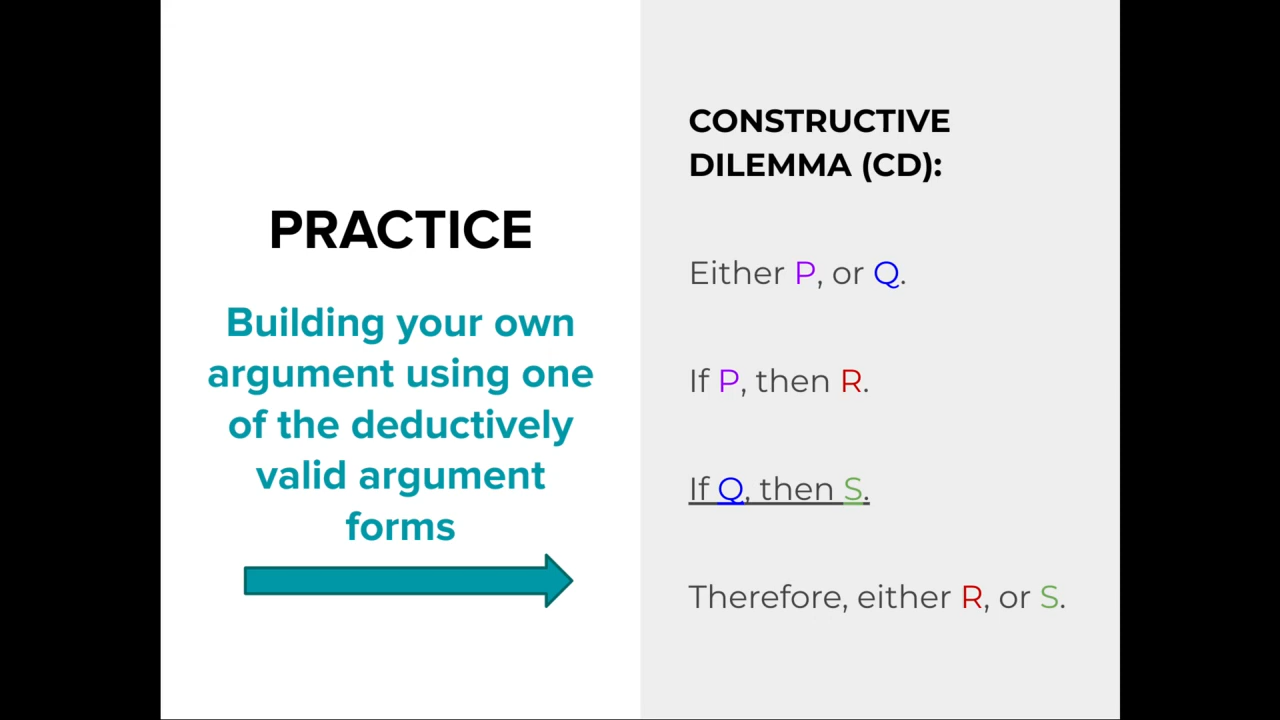 PRACTICE
Building your own
argument using one
of the deductively
valid argument
forms
CONSTRUCTIVE
DILEMMA (CD):
Either P, or Q.
If P, then R.
If Q, then S.
Therefore, either R, or S.